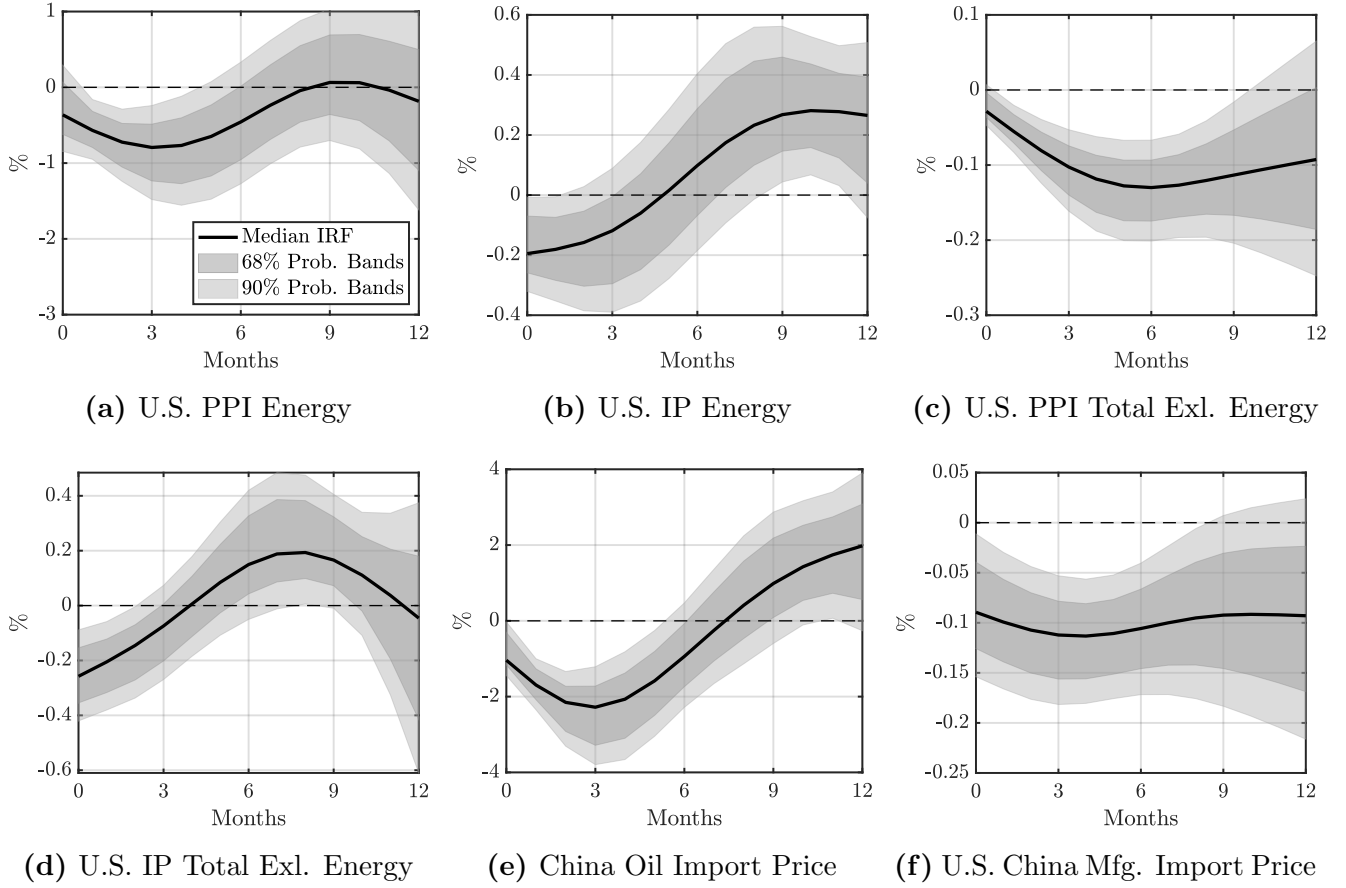 1
0
-1
-2
-3
%
Median IRF
68% Prob. Bands
90% Prob. Bands
0 3 6 9 12
Months
(a) U.S. PPI Energy
0.6
0.4
0.2
0
-0.2
-0.4
%
0 3 6 9 12
Months
(b) U.S. IP Energy
0.1
0
-0.1
-0.2
-0.3
%
0 3 6 9 12
Months
(c) U.S. PPI Total Exl. Energy
0.4
0.2
0
-0.2
-0.4
-0.6
%
0 3 6 9 12
Months
(d) U.S. IP Total Exl. Energy
4
2
0
-2
-4
%
0 3 6 9 12
Months
(e) China Oil Import Price
0.05
0
-0.05
-0.1
-0.15
-0.2
-0.25
%
0 3 6 9 12
Months
(f) U.S. China Mfg. Import Price